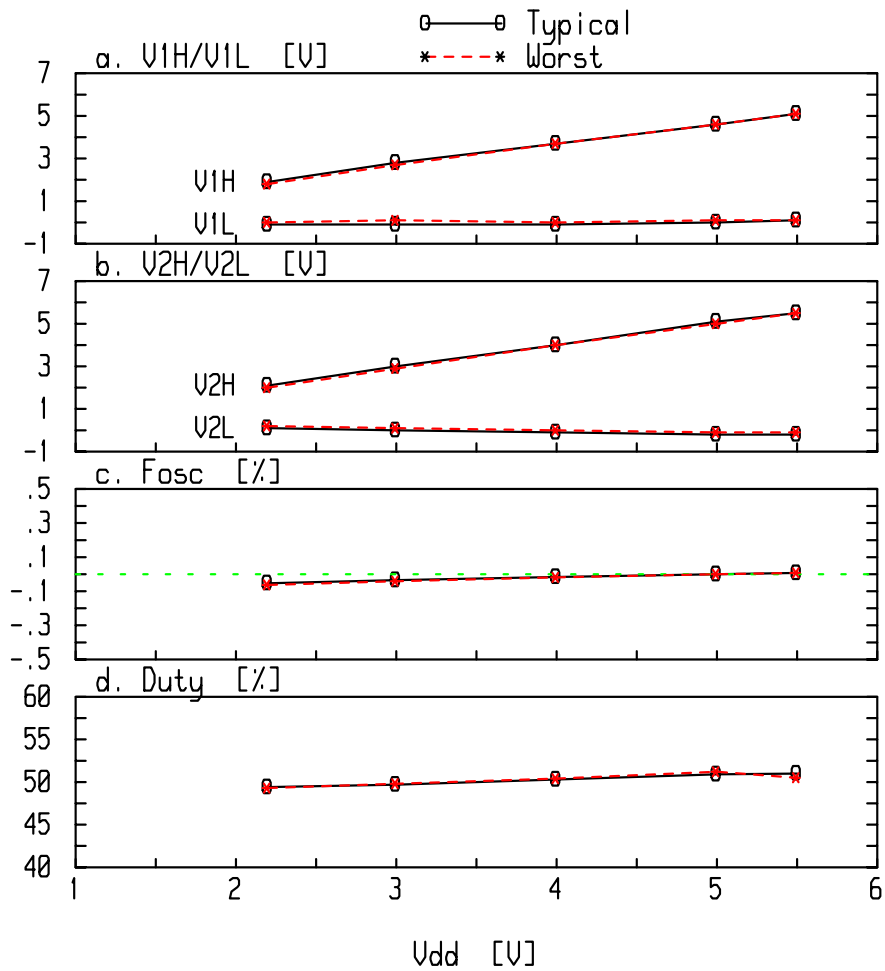 Typical
Worst
a. V1H/V1L [V]
7
5
3
1
-1
V1H
V1L
b. V2H/V2L [V]
7
5
3
1
-1
V2H
V2L
c. Fosc [%]
.5
.3
.1
-.1
-.3
-.5
d. Duty [%]
60
55
50
45
40
1 2 3 4 5 6
Vdd [V]